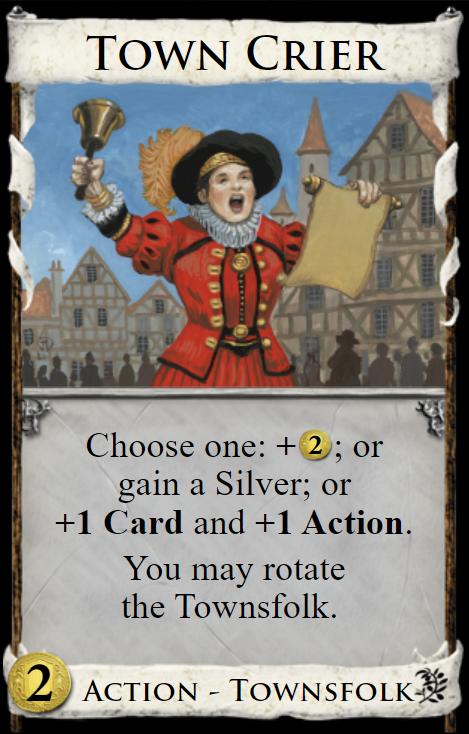 Town Crier
Choose one: +2; or
gain a Silver; or
+1 Card and +1 Action.
You may rotate
the Townsfolk.
2 Action - Townsfolk